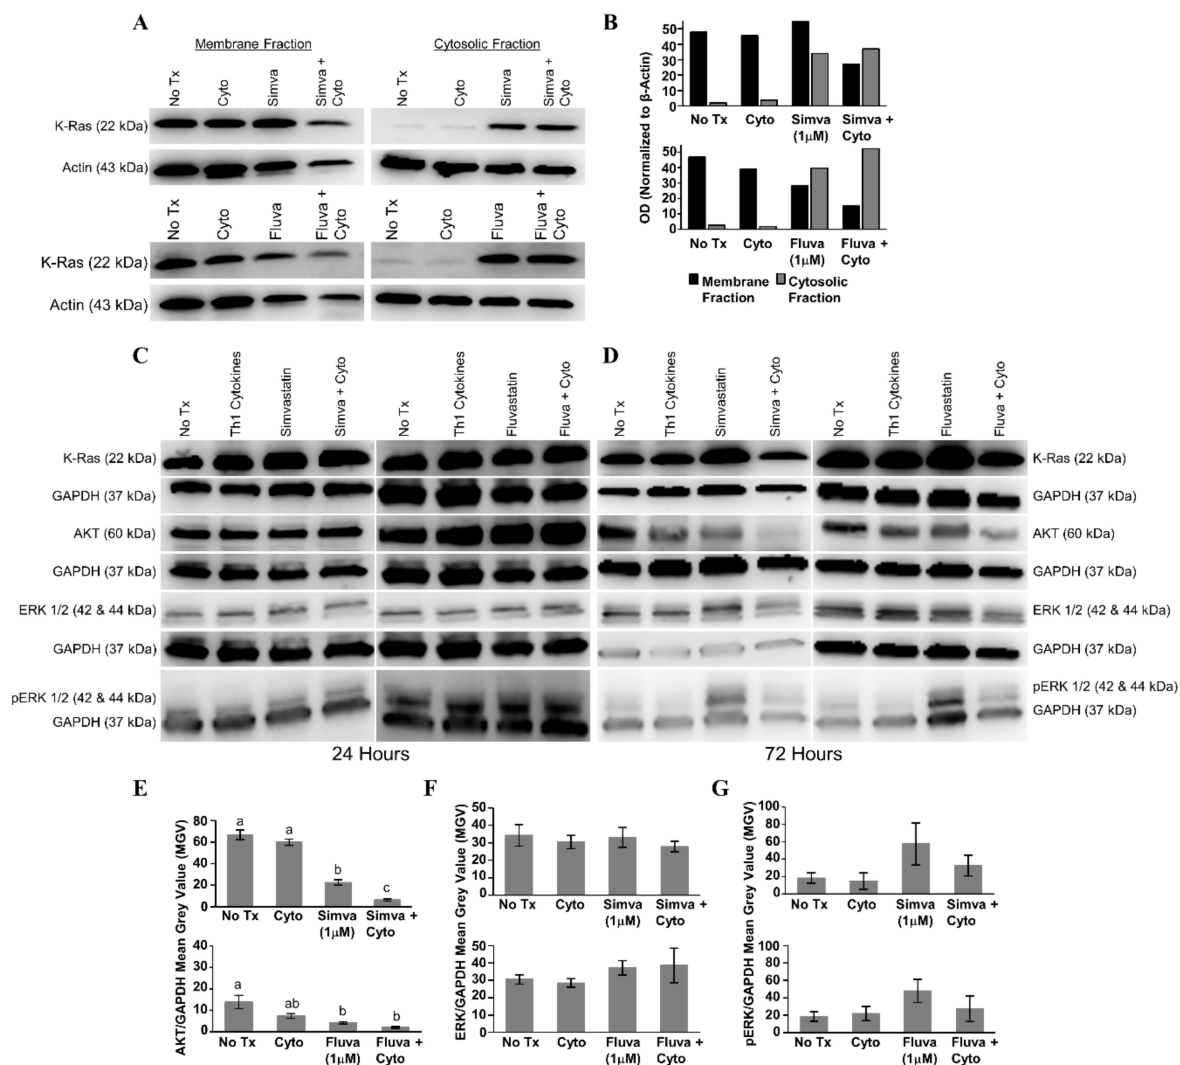 A
Membrane Fraction
Cytosolic Fraction
No Tx
Cyto
Simva
Simva +
Cyto
No Tx
Cyto
Simva
Simva +
Cyto
K-Ras (22 kDa)
Actin (43 kDa)
No Tx
Cyto
Fluva
Fluva +
Cyto
No Tx
Cyto
Fluva
Fluva +
Cyto
K-Ras (22 kDa)
Actin (43 kDa)
B
OD (Normalized to β-Actin)
50
40
30
20
10
0
No Tx
Cyto
Simva
(1μM)
Simva +
Cyto
50
40
30
20
10
0
No Tx
Cyto
Fluva
(1μM)
Fluva +
Cyto
Membrane
Fraction
Cytosolic
Fraction
C
No Tx
Th1 Cytokines
Simvastatin
Simva + Cyto
No Tx
Th1 Cytokines
Fluvastatin
Fluva + Cyto
K-Ras (22 kDa)
GAPDH (37 kDa)
AKT (60 kDa)
GAPDH (37 kDa)
ERK 1/2 (42 & 44 kDa)
GAPDH (37 kDa)
pERK 1/2 (42 & 44 kDa)
GAPDH (37 kDa)
24 Hours
D
No Tx
Th1 Cytokines
Simvastatin
Simva + Cyto
No Tx
Th1 Cytokines
Fluvastatin
Fluva + Cyto
K-Ras (22 kDa)
GAPDH (37 kDa)
AKT (60 kDa)
GAPDH (37 kDa)
ERK 1/2 (42 & 44 kDa)
GAPDH (37 kDa)
pERK 1/2 (42 & 44 kDa)
GAPDH (37 kDa)
72 Hours
E
AKT/GAPDH Mean Grey Value (MGV)
80
60
40
20
0
a
a
b
c
No Tx
Cyto
Simva
(1μM)
Simva +
Cyto
40
30
20
10
0
a
ab
b
b
No Tx
Cyto
Fluva
(1μM)
Fluva +
Cyto
F
ERK/GAPDH Mean Grey Value (MGV)
50
40
30
20
10
0
No Tx
Cyto
Simva
(1μM)
Simva +
Cyto
50
40
30
20
10
0
No Tx
Cyto
Fluva
(1μM)
Fluva +
Cyto
G
pERK/GAPDH Mean Grey Value (MGV)
100
80
60
40
20
0
No Tx
Cyto
Simva
(1μM)
Simva +
Cyto
100
80
60
40
20
0
No Tx
Cyto
Fluva
(1μM)
Fluva +
Cyto